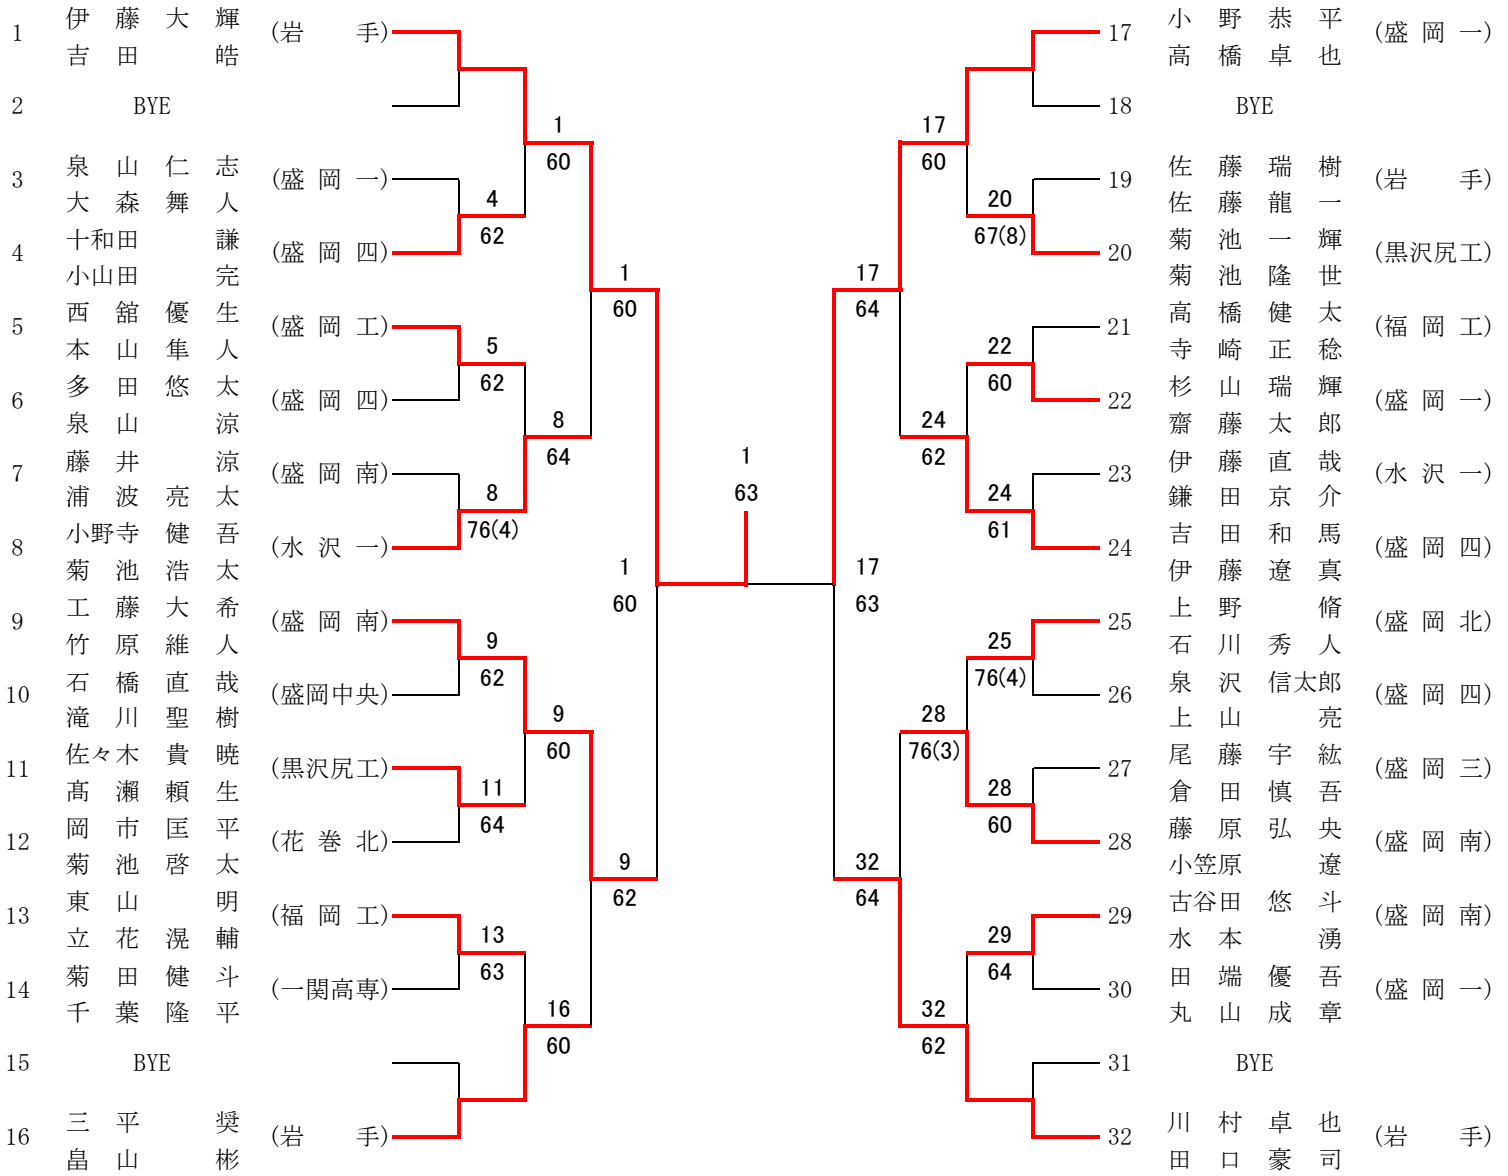 1 伊藤大輝 (岩手)
吉田皓
2 BYE
3 泉山仁志 (盛岡一)
大森舞人
4 十和田謙 (盛岡四)
小山田完
5 西舘優生 (盛岡工)
本山隼人
6 多田悠太 (盛岡四)
泉山涼
7 藤井涼 (盛岡南)
浦波亮太
8 小野寺健吾 (水沢一)
菊池浩太
9 工藤大希 (盛岡南)
竹原維人
10 石橋直哉 (盛岡中央)
滝川聖樹
11 佐々木貴暁 (黒沢尻工)
髙瀬頼生
12 岡市匡平 (花巻北)
菊池啓太
13 東山明 (福岡工)
立花滉輔
14 菊田健斗 (一関高専)
千葉隆平
15 BYE
16 三平奨 (岩手)
畠山彬
4
62
5
62
8
76(4)
9
62
11
64
13
63
1
60
8
64
9
60
16
60
1
60
9
62
1
60
1
63
17
63
17
64
32
64
17
60
24
62
28
76(3)
32
62
20
67(8)
22
60
24
61
25
76(4)
28
60
29
64
17 小野恭平 (盛岡一)
高橋卓也
18 BYE
19 佐藤瑞樹 (岩手)
佐藤龍一
20 菊池一輝 (黒沢尻工)
菊池隆世
21 高橋健太 (福岡工)
寺崎正稔
22 杉山瑞輝 (盛岡一)
齋藤太郎
23 伊藤直哉 (水沢一)
鎌田京介
24 吉田和馬 (盛岡四)
伊藤遼真
25 上野脩 (盛岡北)
石川秀人
26 泉沢信太郎 (盛岡四)
上山亮
27 尾藤宇紘 (盛岡三)
倉田慎吾
28 藤原弘央 (盛岡南)
小笠原遼
29 古谷田悠斗 (盛岡南)
水本湧
30 田端優吾 (盛岡一)
丸山成章
31 BYE
32 川村卓也 (岩手)
田口豪司